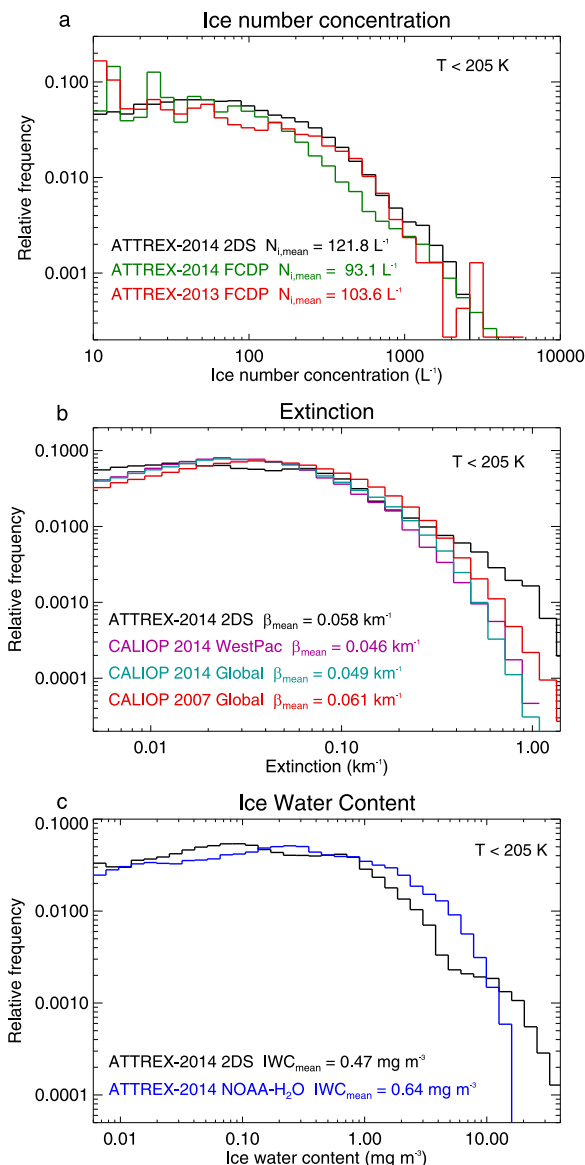 a
Ice number concentration
T < 205 K
0.100
0.010
0.001
Relative frequency
ATTREX-2014 2DS N_i,mean = 121.8 L⁻¹
ATTREX-2014 FCDP N_i,mean = 93.1 L⁻¹
ATTREX-2013 FCDP N_i,mean = 103.6 L⁻¹
10 100 1000 10000
Ice number concentration (L⁻¹)
b
Extinction
T < 205 K
0.1000
0.0100
0.0010
0.0001
Relative frequency
ATTREX-2014 2DS β_mean = 0.058 km⁻¹
CALIOP 2014 WestPac β_mean = 0.046 km⁻¹
CALIOP 2014 Global β_mean = 0.049 km⁻¹
CALIOP 2007 Global β_mean = 0.061 km⁻¹
0.01 0.10 1.00
Extinction (km⁻¹)
c
Ice Water Content
T < 205 K
0.1000
0.0100
0.0010
0.0001
Relative frequency
ATTREX-2014 2DS IWC_mean = 0.47 mg m⁻³
ATTREX-2014 NOAA-H₂O IWC_mean = 0.64 mg m⁻³
0.01 0.10 1.00 10.00
Ice water content (mg m⁻³)